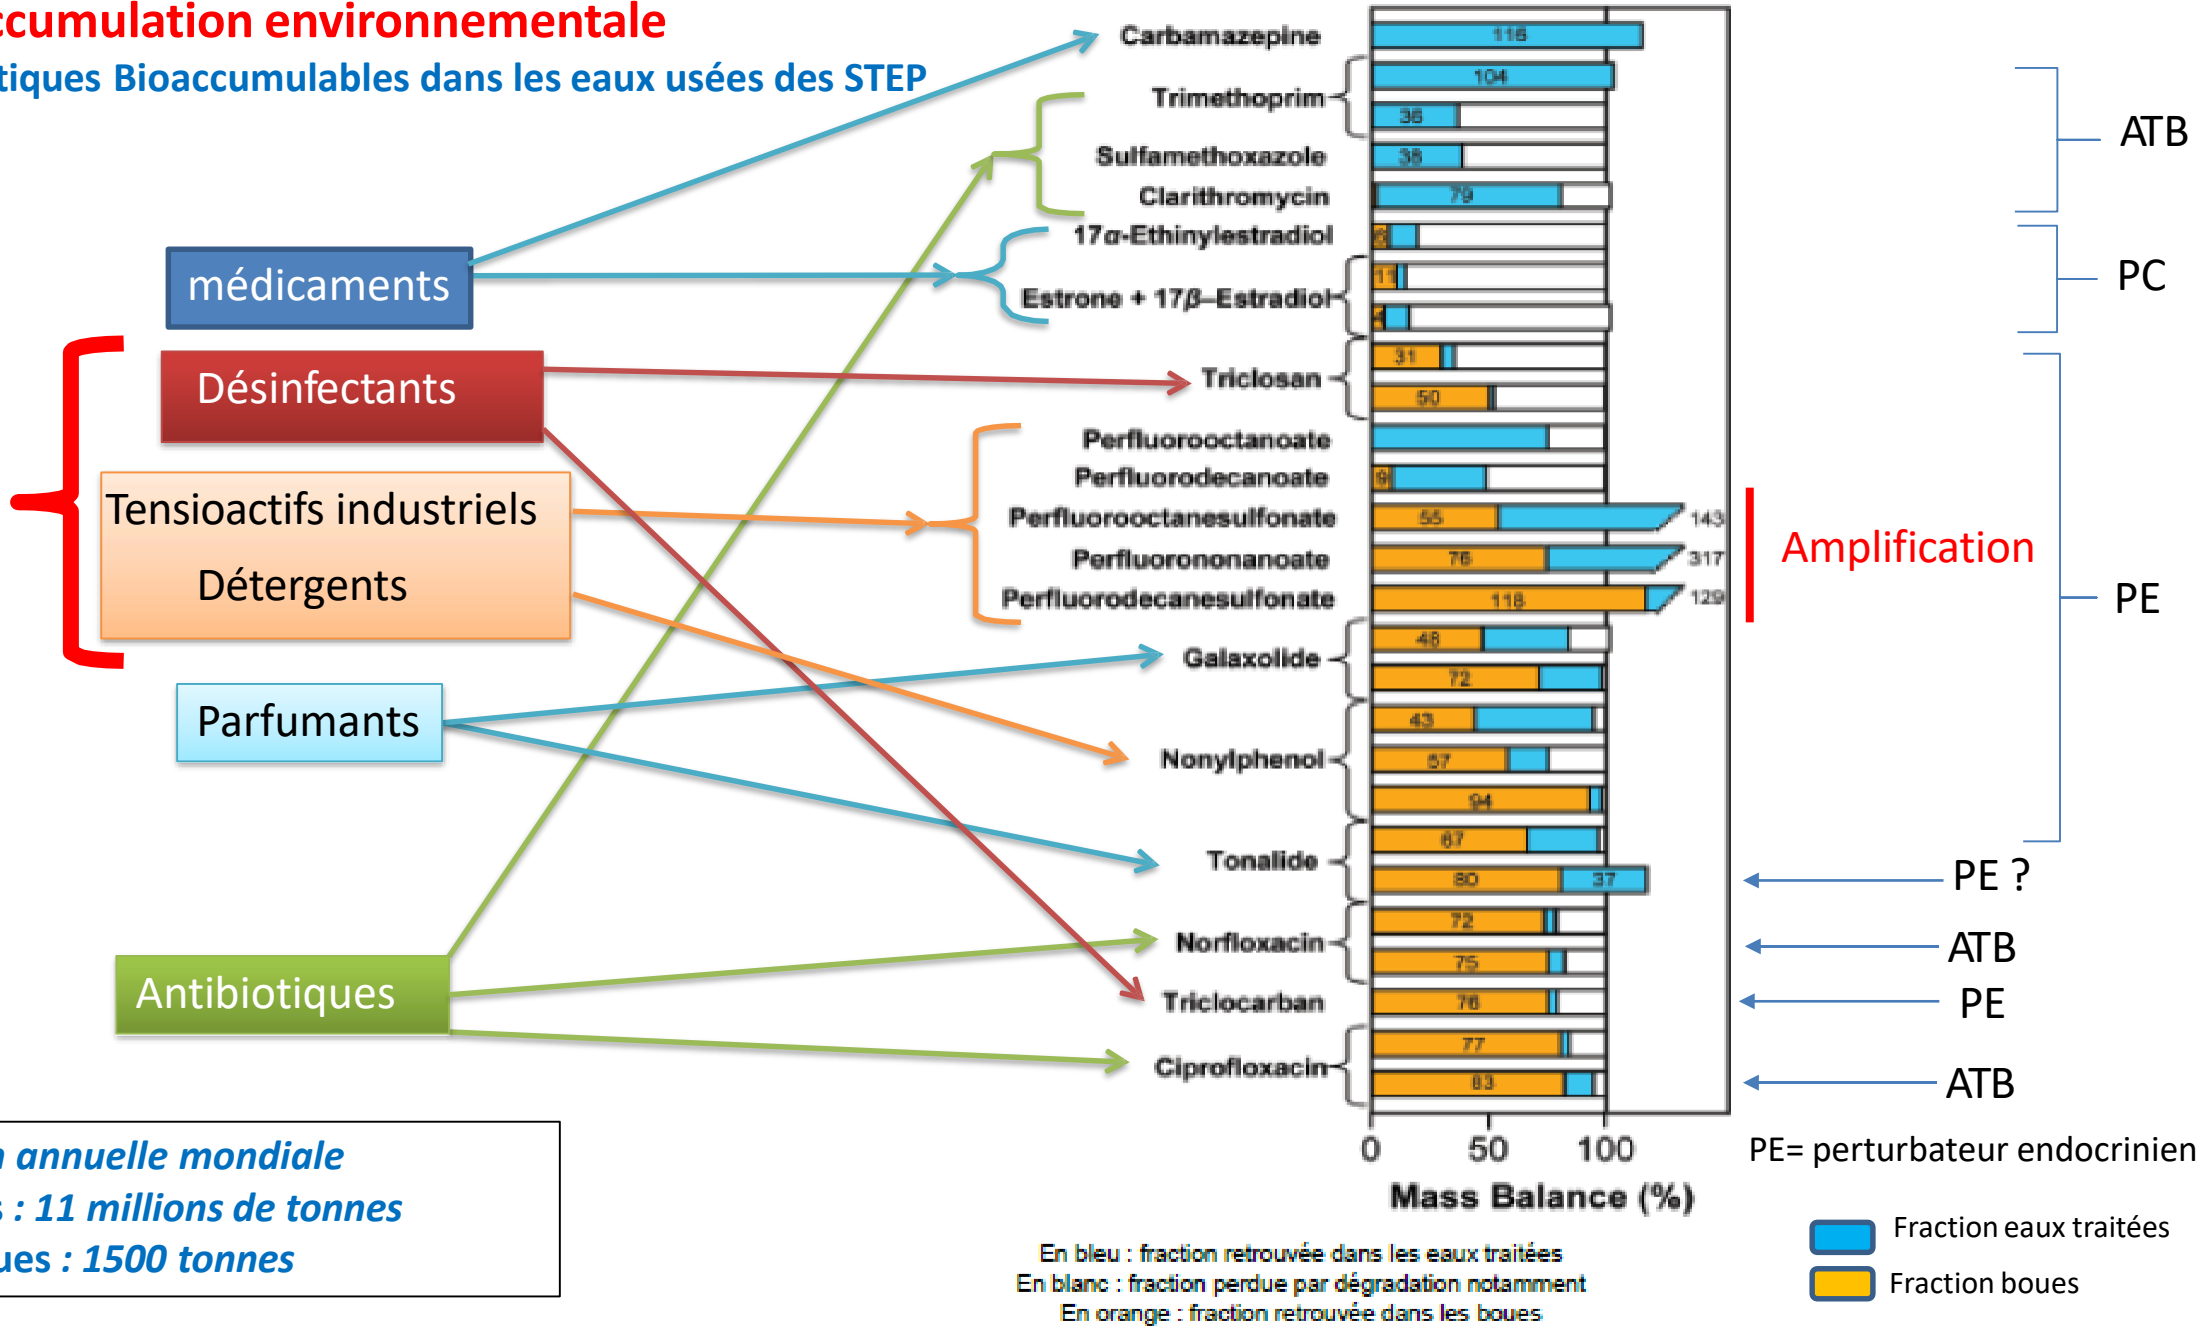 ccumulation environnementale
tiques Bioaccumulables dans les eaux usées des STEP
médicaments
Désinfectants
Tensioactifs industriels
Détergents
Parfumants
Antibiotiques
n annuelle mondiale
s : 11 millions de tonnes
ues : 1500 tonnes
Carbamazepine
116
Trimethoprim
104
36
Sulfamethoxazole
38
Clarithromycin
79
17α-Ethinylestradiol
Estrone + 17β–Estradiol
11
Triclosan
31
50
Perfluorooctanoate
Perfluorodecanoate
9
Perfluorooctanesulfonate
55
143
Perfluorononanoate
76
317
Perfluorodecanesulfonate
118
129
Galaxolide
48
72
Nonylphenol
43
57
94
Tonalide
67
80
37
Norfloxacin
72
75
Triclocarban
76
Ciprofloxacin
77
83
0
50
100
Mass Balance (%)
ATB
PC
Amplification
PE
PE ?
ATB
PE
ATB
PE= perturbateur endocrinien
Fraction eaux traitées
Fraction boues
En bleu : fraction retrouvée dans les eaux traitées
En blanc : fraction perdue par dégradation notamment
En orange : fraction retrouvée dans les boues